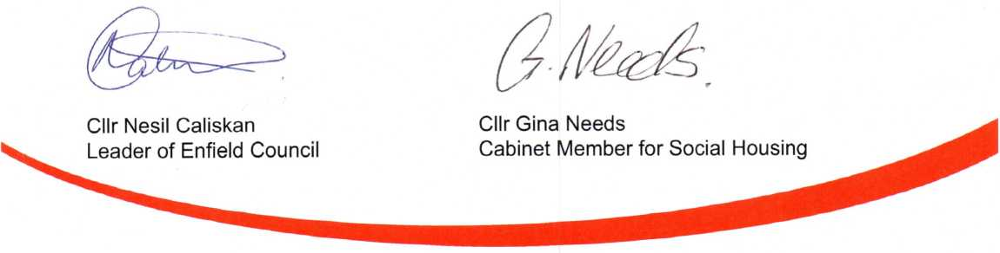 G. Needs.
Cllr Nesil Caliskan
Leader of Enfield Council
Cllr Gina Needs
Cabinet Member for Social Housing